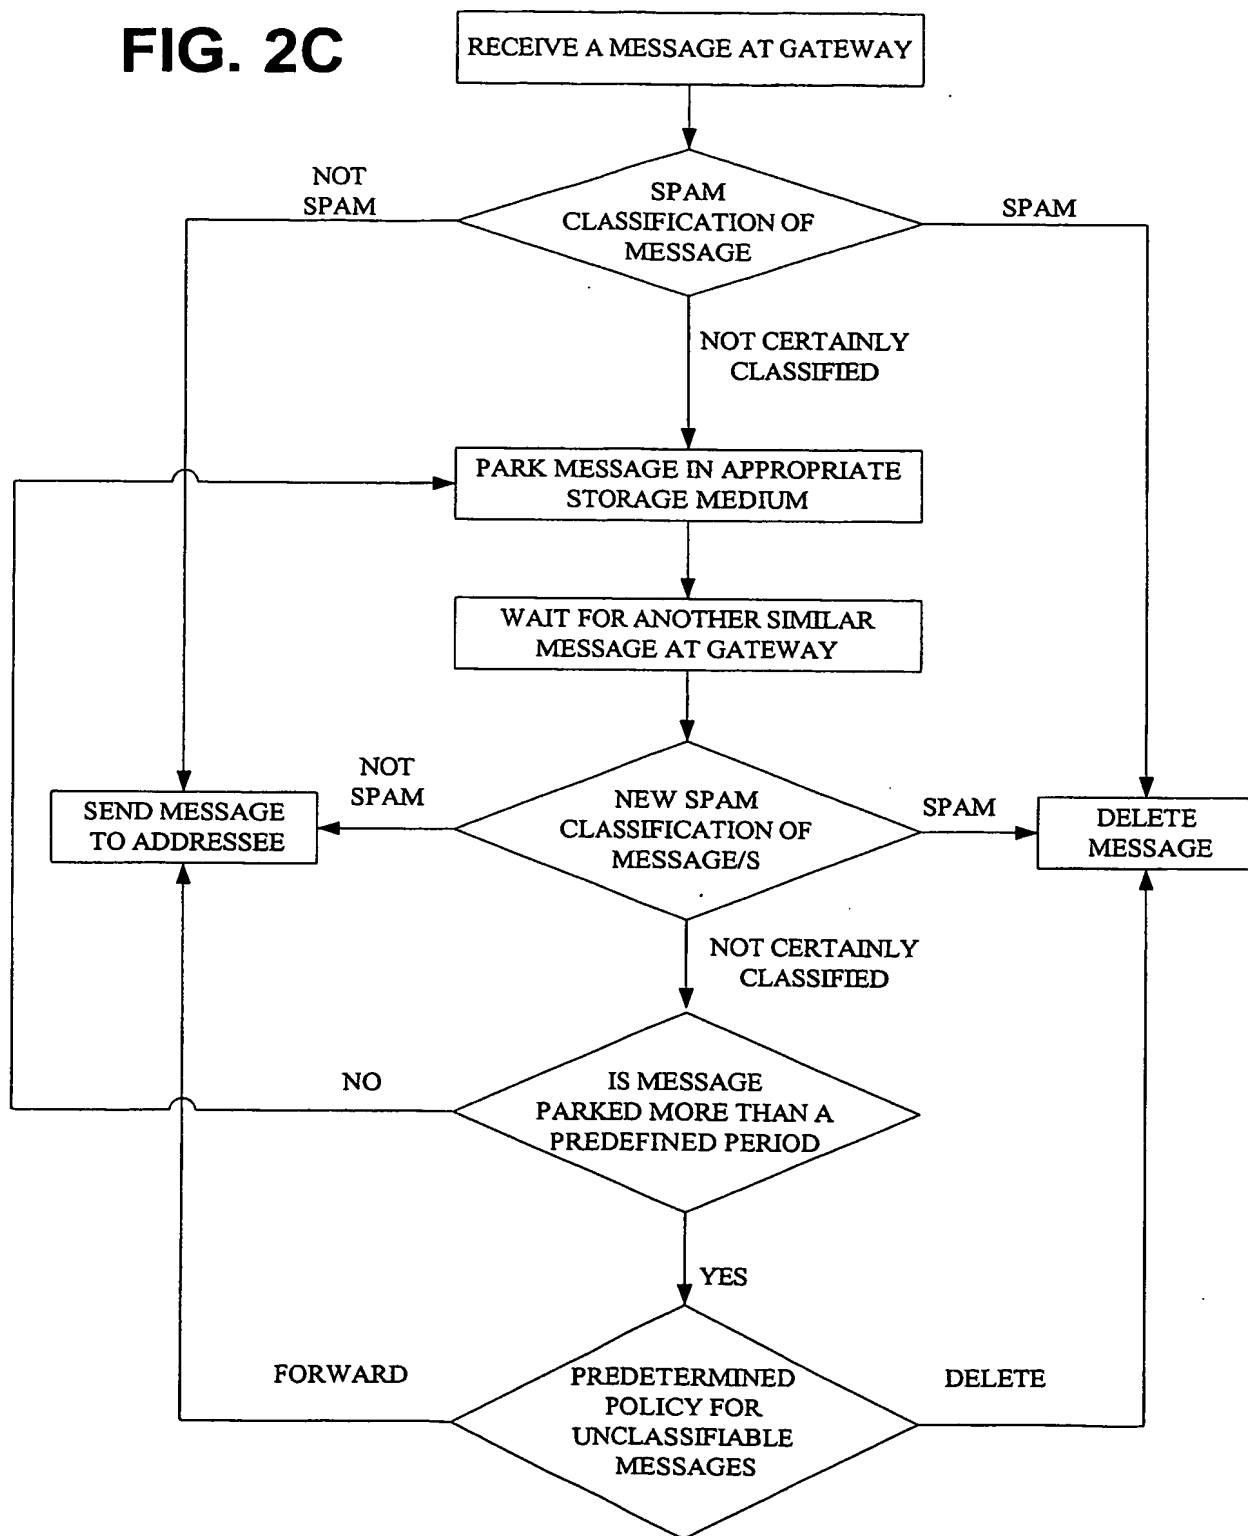 FIG. 2C
RECEIVE A MESSAGE AT GATEWAY
NOT
SPAM
SPAM
CLASSIFICATION OF
MESSAGE
SPAM
NOT CERTAINLY
CLASSIFIED
PARK MESSAGE IN APPROPRIATE
STORAGE MEDIUM
WAIT FOR ANOTHER SIMILAR
MESSAGE AT GATEWAY
NOT
SPAM
SEND MESSAGE
TO ADDRESSEE
NEW SPAM
CLASSIFICATION OF
MESSAGE/S
SPAM
DELETE
MESSAGE
NOT CERTAINLY
CLASSIFIED
NO
IS MESSAGE
PARKED MORE THAN A
PREDEFINED PERIOD
YES
FORWARD
PREDETERMINED
POLICY FOR
UNCLASSIFIABLE
MESSAGES
DELETE